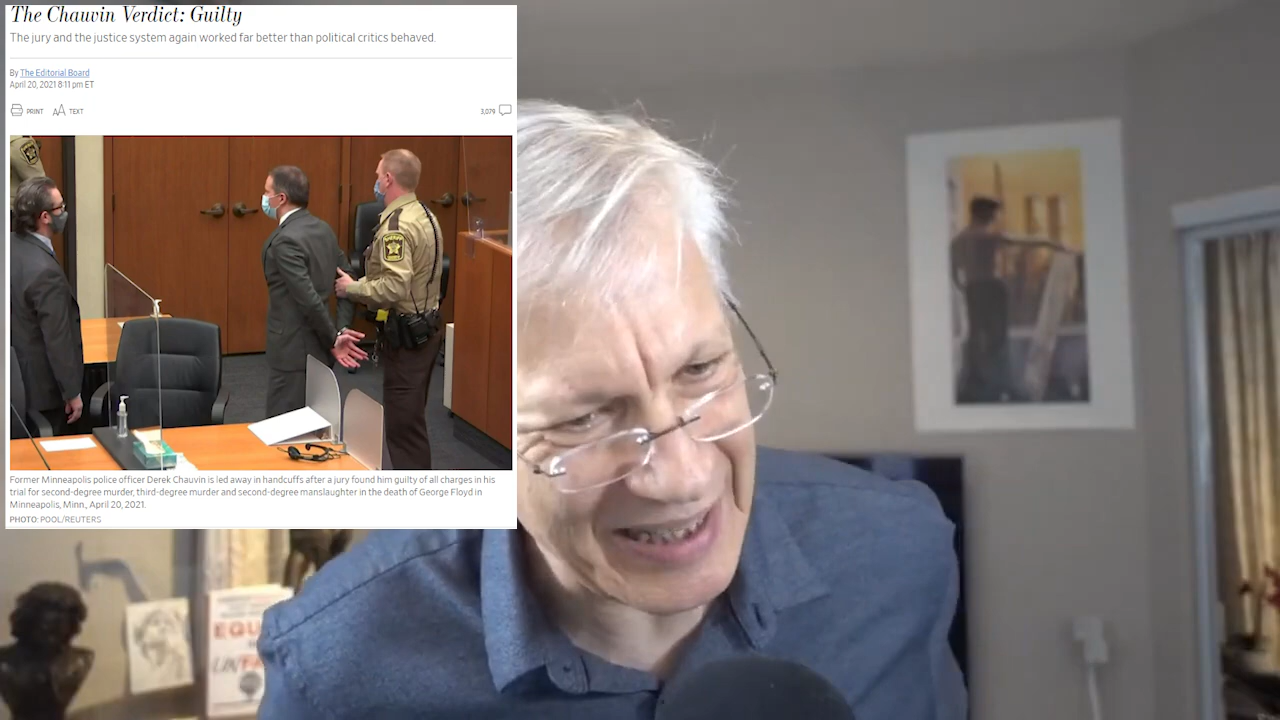 The Chauvin Verdict: Guilty
The jury and the justice system again worked far better than political critics behaved.
By The Editorial Board
April 20, 2021 8:11 pm ET
PRINT AA TEXT
3,079
Former Minneapolis police officer Derek Chauvin is led away in handcuffs after a jury found him guilty of all charges in his
trial for second-degree murder, third-degree murder and second-degree manslaughter in the death of George Floyd in
Minneapolis, Minn., April 20, 2021.
PHOTO: POOL/REUTERS
EQU
UNFA